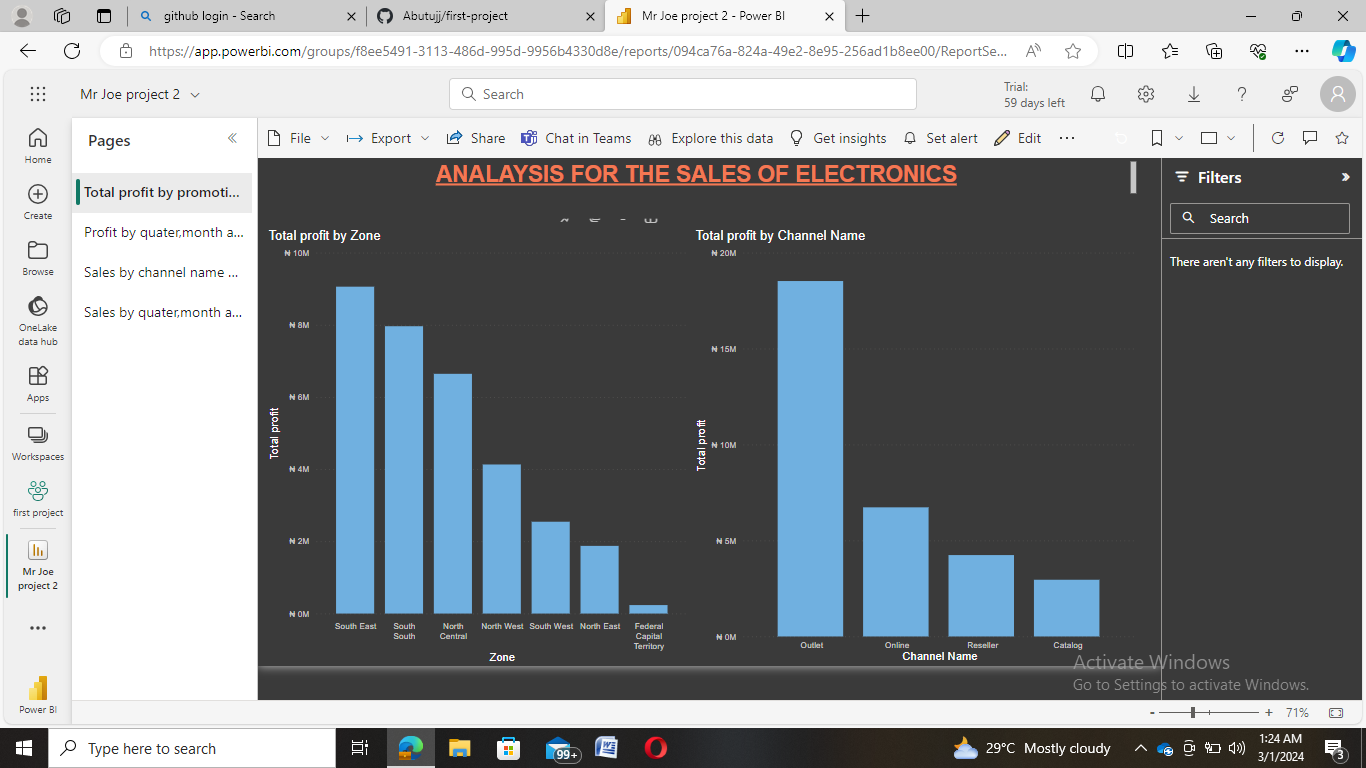 github login - Search
Abutujj/first-project
Mr Joe project 2 - Power BI
https://app.powerbi.com/groups/f8ee5491-3113-486d-995d-9956b4330d8e/reports/094ca76a-824a-49e2-8e95-256ad1b8ee00/ReportSe...
Mr Joe project 2
Search
Trial:
59 days left
Home
Create
Browse
OneLake
data hub
Apps
Workspaces
first project
Mr Joe
project 2
Power BI
Pages
Total profit by promoti...
Profit by quater,month a...
Sales by channel name ...
Sales by quater,month a...
File
Export
Share
Chat in Teams
Explore this data
Get insights
Set alert
Edit
ANALAYSIS FOR THE SALES OF ELECTRONICS
Total profit by Zone
₦ 10M
₦ 8M
₦ 6M
₦ 4M
₦ 2M
₦ 0M
Total profit
South East
South
South
North
Central
North West
South West
North East
Federal
Capital
Territory
Zone
Total profit by Channel Name
₦ 20M
₦ 15M
₦ 10M
₦ 5M
₦ 0M
Total profit
Outlet
Online
Reseller
Catalog
Channel Name
Filters
Search
There aren't any filters to display.
Activate Windows
Go to Settings to activate Windows.
- + 71%
Type here to search
99+
29°C Mostly cloudy
1:24 AM
3/1/2024
3